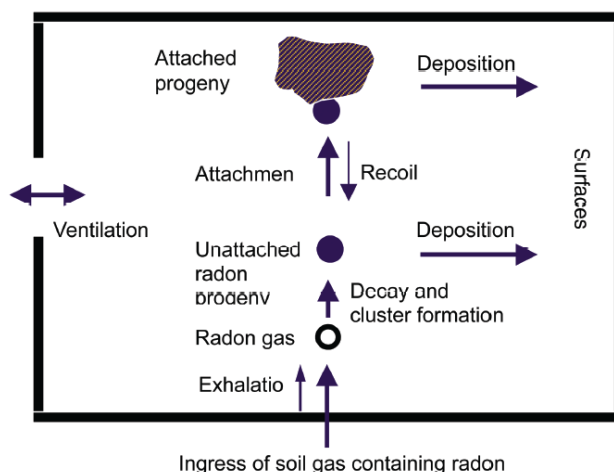 Attached
progeny
Deposition
Attachmen
Recoil
Surfaces
Ventilation
Unattached
radon
progeny
Deposition
Decay and
cluster formation
Radon gas
Exhalatio
Ingress of soil gas containing radon